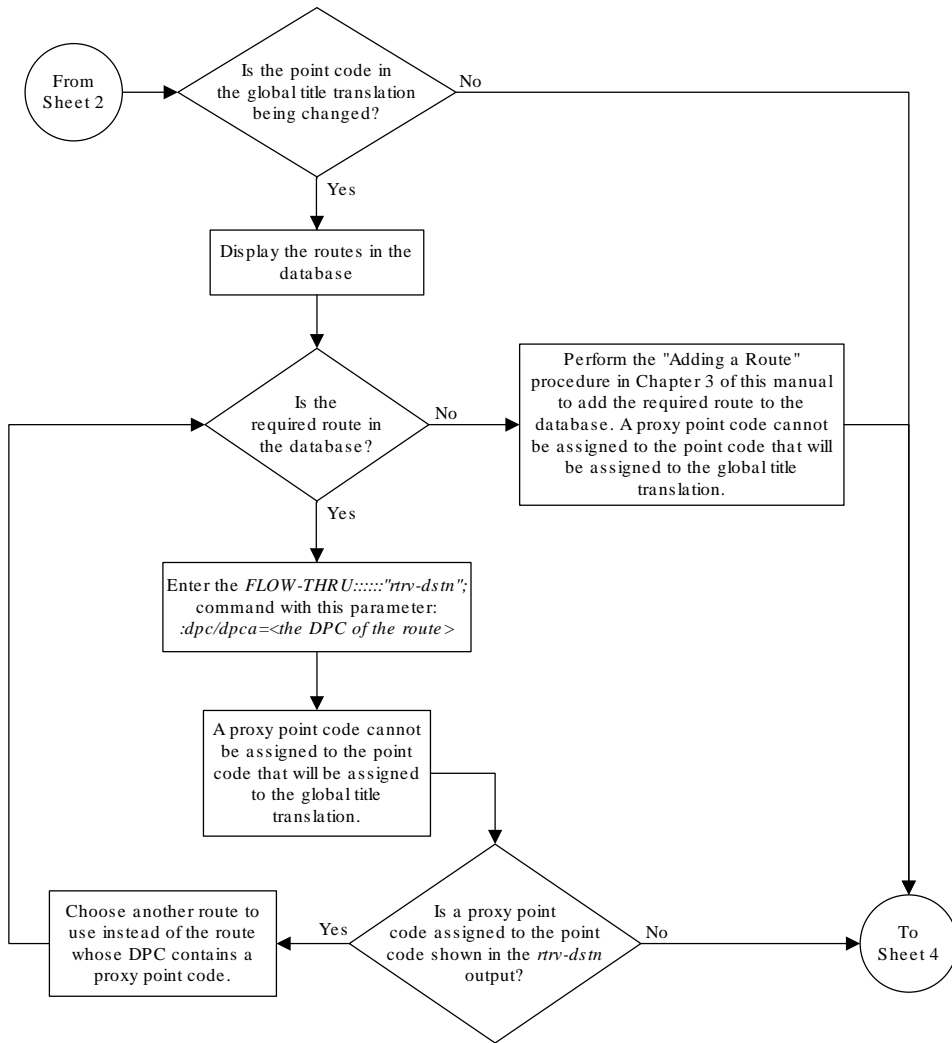 From
Sheet 2
Is the point code in
the global title translation
being changed?
No
Yes
Display the routes in the
database
Is the
required route in
the database?
No
Perform the "Adding a Route"
procedure in Chapter 3 of this manual
to add the required route to the
database. A proxy point code cannot
be assigned to the point code that will
be assigned to the global title
translation.
Yes
Enter the FLOW-THRU::::::"rtrv-dstn";
command with this parameter:
:dpc/dpca=<the DPC of the route>
A proxy point code cannot
be assigned to the point
code that will be assigned
to the global title
translation.
Is a proxy point
code assigned to the point
code shown in the rtrv-dstn
output?
Yes
Choose another route to
use instead of the route
whose DPC contains a
proxy point code.
No
To
Sheet 4